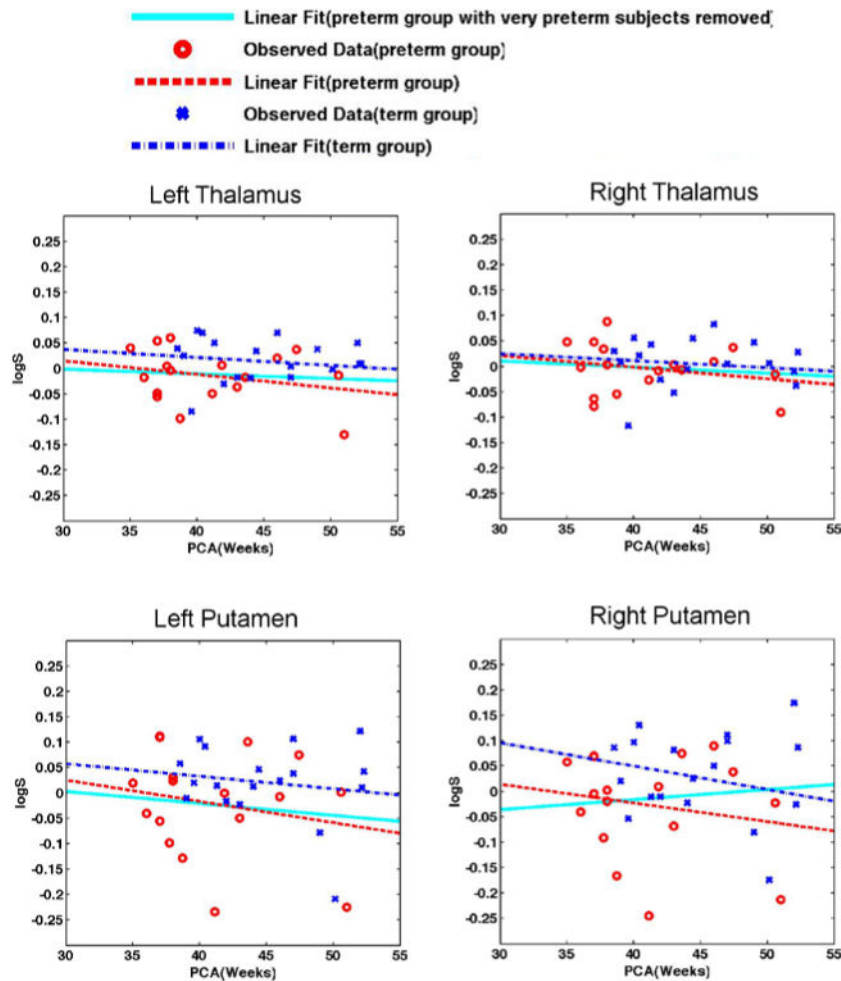 Linear Fit(preterm group with very preterm subjects removed)
Observed Data(preterm group)
Linear Fit(preterm group)
Observed Data(term group)
Linear Fit(term group)
Left Thalamus
0.25
0.2
0.15
0.1
0.05
0
-0.05
-0.1
-0.15
-0.2
-0.25
logS
30 35 40 45 50 55
PCA(Weeks)
Right Thalamus
0.25
0.2
0.15
0.1
0.05
0
-0.05
-0.1
-0.15
-0.2
-0.25
logS
30 35 40 45 50 55
PCA(Weeks)
Left Putamen
0.25
0.2
0.15
0.1
0.05
0
-0.05
-0.1
-0.15
-0.2
-0.25
logS
30 35 40 45 50 55
PCA(Weeks)
Right Putamen
0.25
0.2
0.15
0.1
0.05
0
-0.05
-0.1
-0.15
-0.2
-0.25
logS
30 35 40 45 50 55
PCA(Weeks)